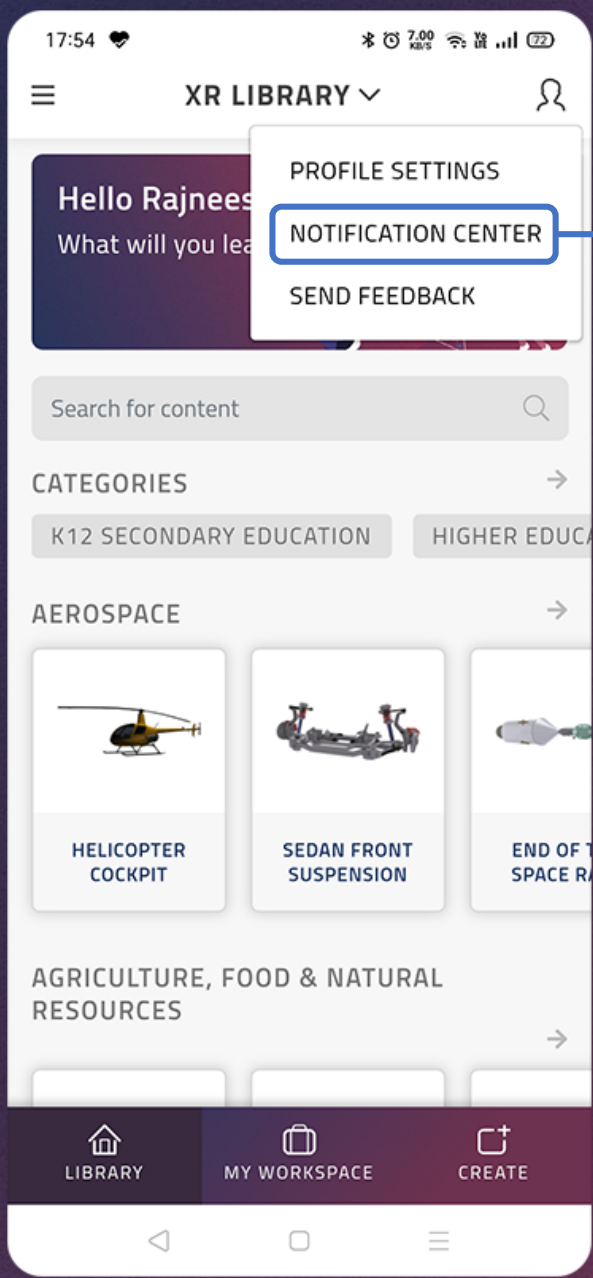 17:54
7.00
KB/S
Vo
LTE
72
XR LIBRARY
PROFILE SETTINGS
NOTIFICATION CENTER
SEND FEEDBACK
Hello Rajnees
What will you lea
Search for content
CATEGORIES
K12 SECONDARY EDUCATION
HIGHER EDUCA
AEROSPACE
HELICOPTER
COCKPIT
SEDAN FRONT
SUSPENSION
END OF T
SPACE RA
AGRICULTURE, FOOD & NATURAL
RESOURCES
LIBRARY
MY WORKSPACE
CREATE